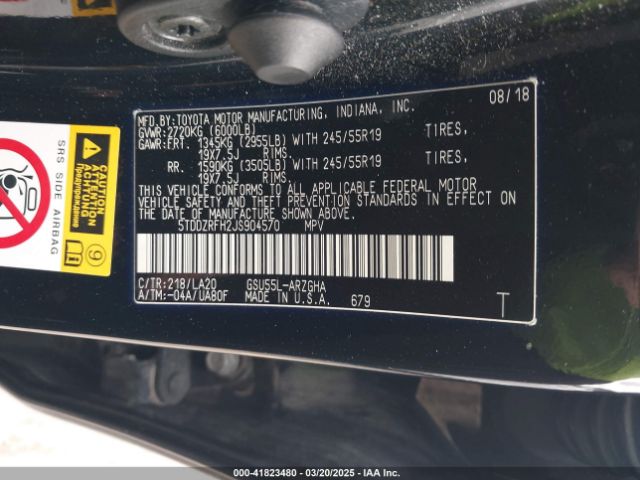 MFD.BY:TOYOTA MOTOR MANUFACTURING, INDIANA, INC. 08/18
GVWR:2720KG (6000LB)
GAWR:FRT. 1345KG (2955LB) WITH 245/55R19 TIRES,
19X7.5J RIMS.
RR. 1590KG (3505LB) WITH 245/55R19 TIRES,
19X7.5J RIMS.
THIS VEHICLE CONFORMS TO ALL APPLICABLE FEDERAL MOTOR
VEHICLE SAFETY AND THEFT PREVENTION STANDARDS IN EFFECT ON
THE DATE OF MANUFACTURE SHOWN ABOVE.
5TDDZRFH2JS904570 MPV
C/TR:218/LA20 GSU55L-ARZGHA
A/TM:-04A/UA80F MADE IN U.S.A. 679 T
SRS SIDE AIRBAG
CAUTION
ATTENTION
ACHTUNG
9
000-41823480 - 03/20/2025 - IAA Inc.